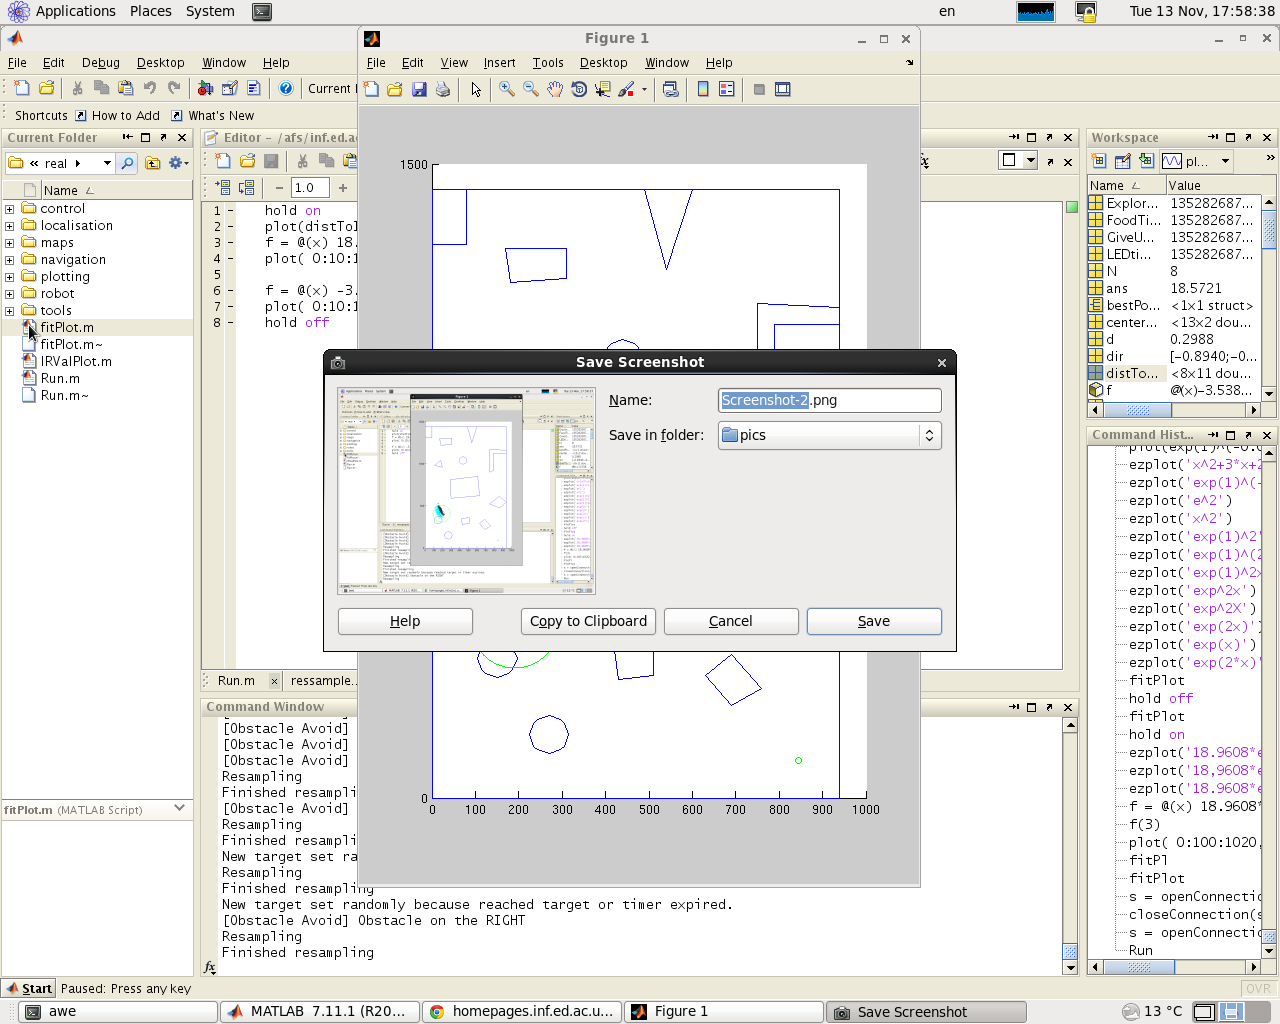 Applications Places System en Tue 13 Nov, 17:58:38
Figure 1
File Edit Debug Desktop Window Help
File Edit View Insert Tools Desktop Window Help
Current
Shortcuts How to Add What's New
Current Folder
« real
Name
control
localisation
maps
navigation
plotting
robot
tools
fitPlot.m
fitPlot.m~
IRValPlot.m
Run.m
Run.m~
fitPlot.m (MATLAB Script)
Editor - /afs/inf.ed.a
1.0
1 - hold on
2 - plot(distTo
3 - f = @(x) 18.
4 - plot( 0:10:1
5
6 - f = @(x) -3.
7 - plot( 0:10:1
8 - hold off
Run.m × ressample.
1500
0
0 100 200 300 400 500 600 700 800 900 1000
Save Screenshot
Name: Screenshot-2.png
Save in folder: pics
Help Copy to Clipboard Cancel Save
Command Window
[Obstacle Avoid]
[Obstacle Avoid]
[Obstacle Avoid]
Resampling
Finished resampli
[Obstacle Avoid]
Resampling
Finished resampli
New target set ra
Resampling
Finished resampling
New target set randomly because reached target or timer expired.
[Obstacle Avoid] Obstacle on the RIGHT
Resampling
Finished resampling
fx
Workspace
pl...
Name Value
Explor... 135282687...
FoodTi... 135282687...
GiveU... 135282687...
LEDti... 135282687...
N 8
ans 18.5721
bestPo... <1x1 struct>
center... <13x2 dou...
d 0.2988
dir [-0.8940;-0...
distTo... <8x11 dou...
f @(x)-3.538...
Command Hist...
ezplot('x^2+3*x+2
ezplot('exp(1)^(-
ezplot('e^2')
ezplot('x^2')
ezplot('exp(1)^2'
ezplot('exp(1)^(2
ezplot('exp(1)^2x
ezplot('exp^2x')
ezplot('exp^2X')
ezplot('exp(2x)')
ezplot('exp(x)')
ezplot('exp(2*x)'
fitPlot
hold off
fitPlot
hold on
ezplot('18.9608*e
ezplot('18,9608*e
ezplot('18.9608*e
f = @(x) 18.9608*
f(3)
plot( 0:100:1020,
fitPl
fitPlot
s = openConnectio
closeConnection(s
s = openConnectio
Run
Start Paused: Press any key OVR
awe MATLAB 7.11.1 (R20... homepages.inf.ed.ac.u... Figure 1 Save Screenshot 13 °C